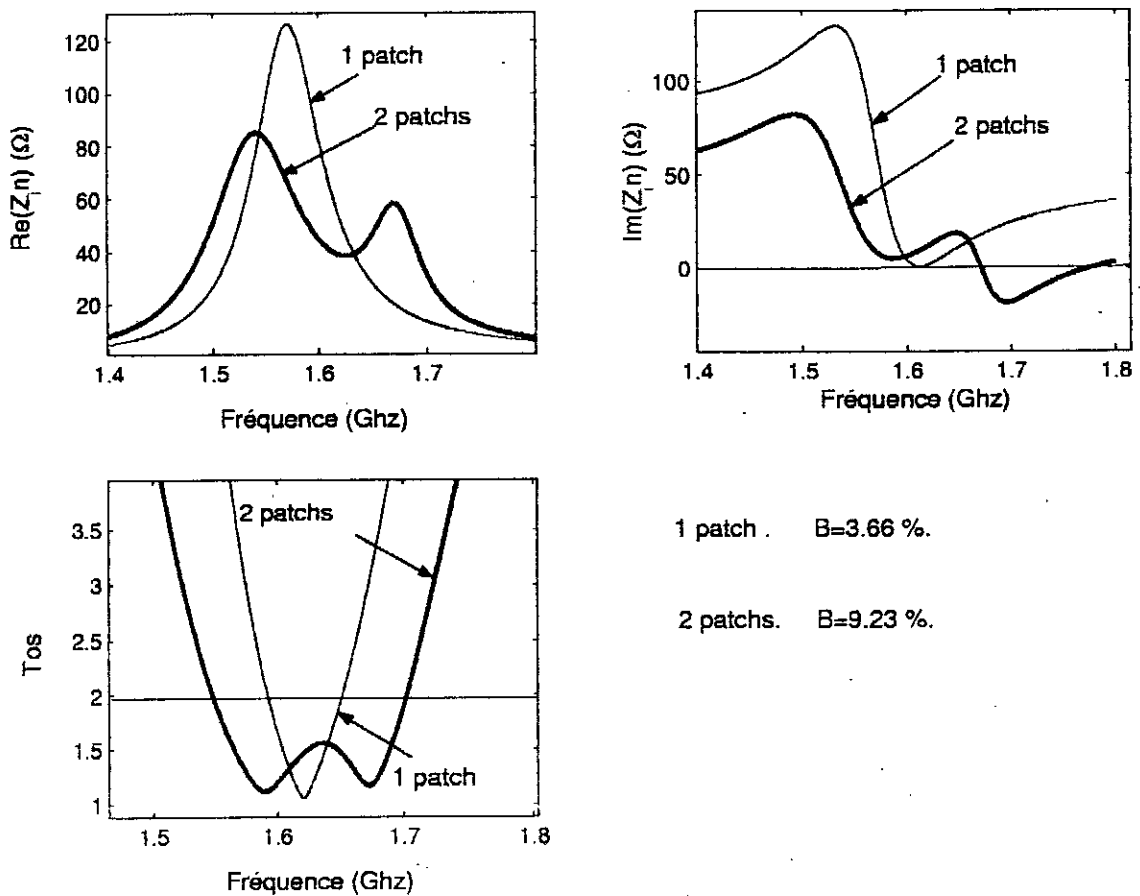 120
100
80
60
40
20
Re(Zin) (Ω)
1 patch
2 patchs
1.4
1.5
1.6
1.7
Fréquence (Ghz)
100
50
0
Im(Zin) (Ω)
1 patch
2 patchs
1.4
1.5
1.6
1.7
1.8
Fréquence (Ghz)
3.5
3
2.5
2
1.5
1
Tos
2 patchs
1 patch
1.5
1.6
1.7
1.8
Fréquence (Ghz)
1 patch . B=3.66 %.
2 patchs. B=9.23 %.